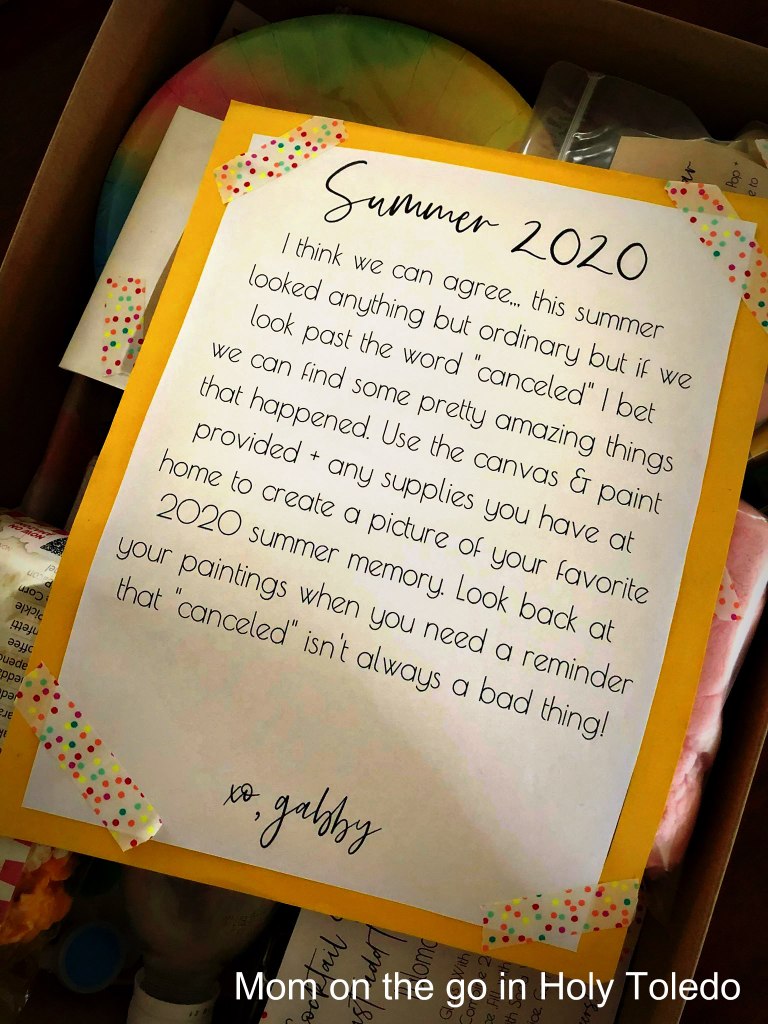 Summer 2020
I think we can agree... this summer
looked anything but ordinary but if we
look past the word "canceled" I bet
we can find some pretty amazing things
that happened. Use the canvas & paint
provided + any supplies you have at
home to create a picture of your favorite
2020 summer memory. Look back at
your paintings when you need a reminder
that "canceled" isn't always a bad thing!
xo, gabby
Pop +
Mom on the go in Holy Toledo